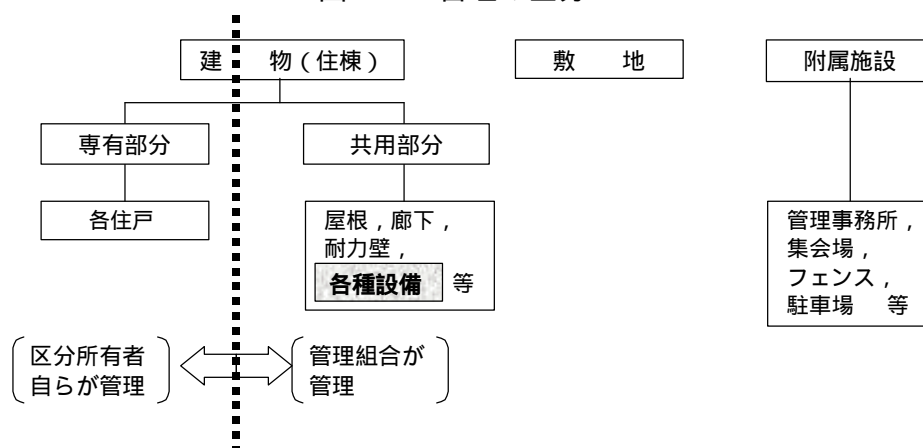 建 物（住棟）
敷 地
附属施設
専有部分
共用部分
各住戸
屋根，廊下，
耐力壁，
各種設備 等
管理事務所，
集会場，
フェンス，
駐車場 等
区分所有者
自らが管理
管理組合が
管理